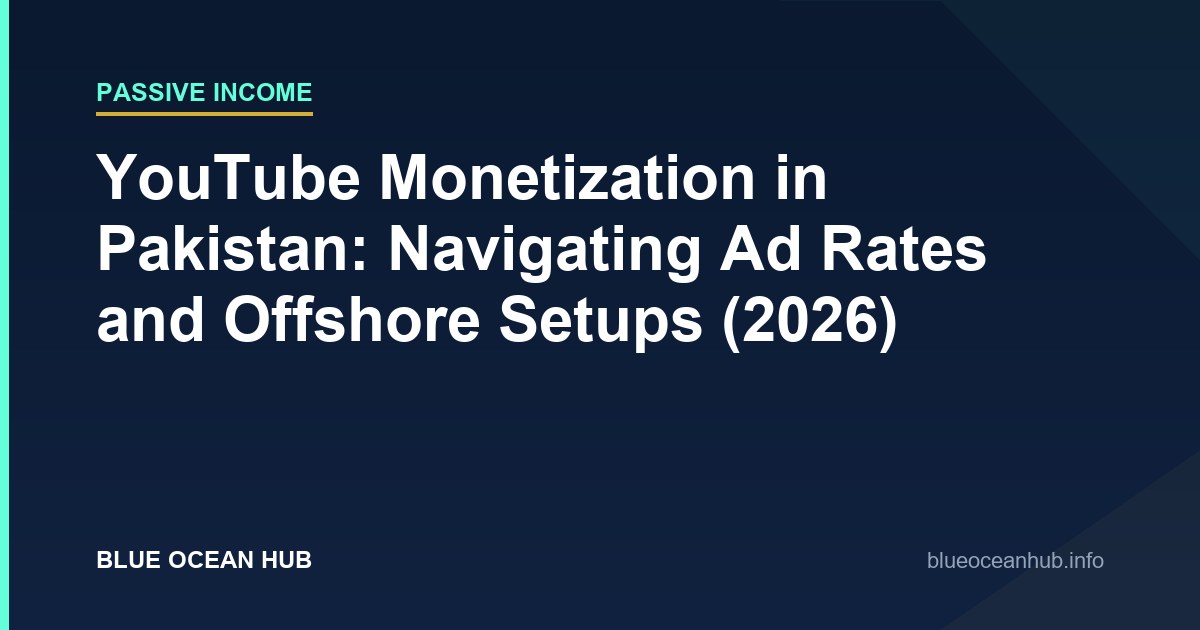 PASSIVE INCOME
YouTube Monetization in
Pakistan: Navigating Ad Rates
and Offshore Setups (2026)
BLUE OCEAN HUB
blueoceanhub.info